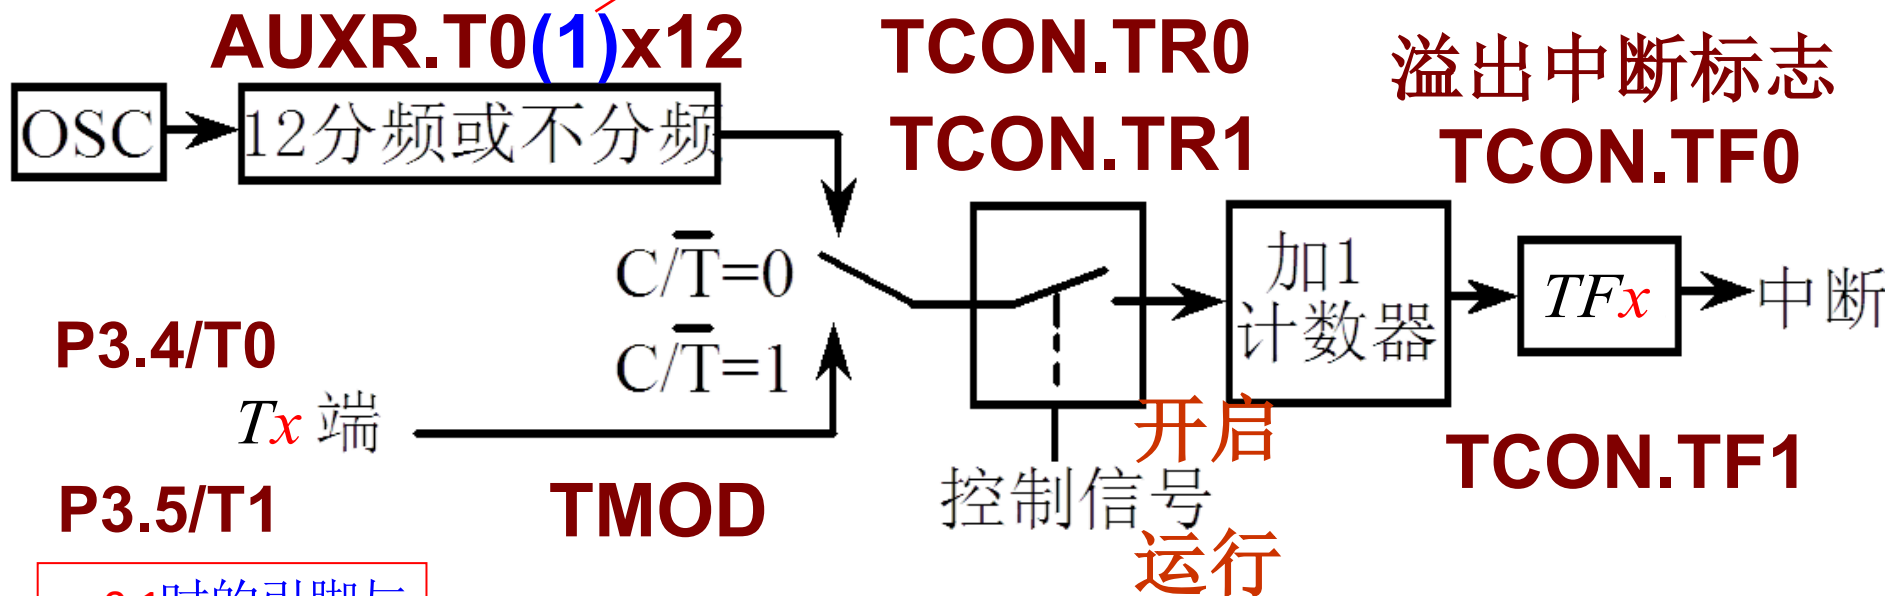 AUXR.T0(1)x12
TCON.TR0
溢出中断标志
OSC
12分频或不分频
TCON.TR1
TCON.TF0
C/T̅=0
加1
计数器
TFx
中断
P3.4/T0
C/T̅=1
Tx 端
开启
TCON.TF1
P3.5/T1
TMOD
控制信号
运行